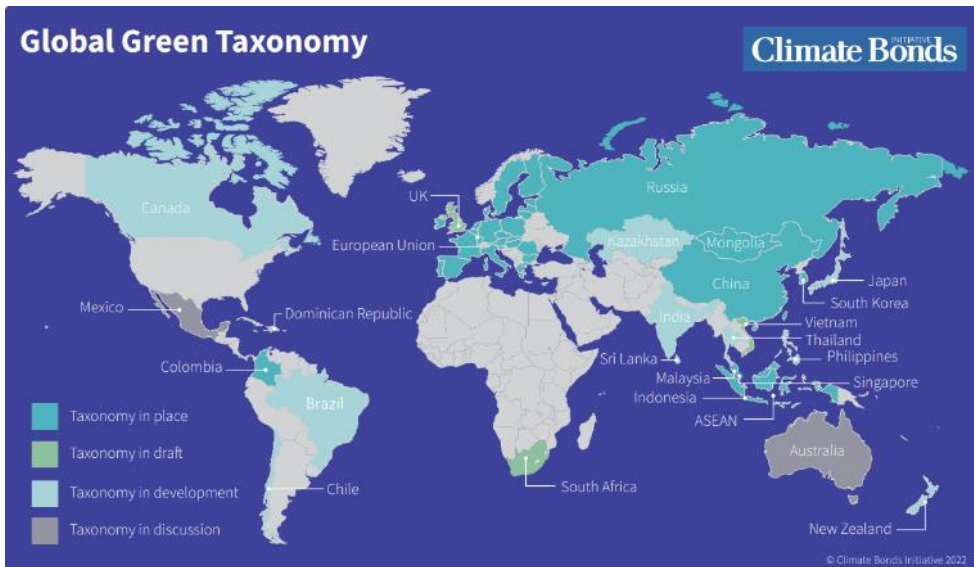 Global Green Taxonomy
INITIATIVE
Climate Bonds
Canada
UK
Russia
European Union
Kazakhstan
Mongolia
China
Japan
South Korea
Mexico
Dominican Republic
India
Vietnam
Thailand
Sri Lanka
Philippines
Colombia
Malaysia
Singapore
Indonesia
ASEAN
Brazil
Taxonomy in place
Taxonomy in draft
Taxonomy in development
Taxonomy in discussion
Chile
South Africa
Australia
New Zealand
© Climate Bonds Initiative 2022